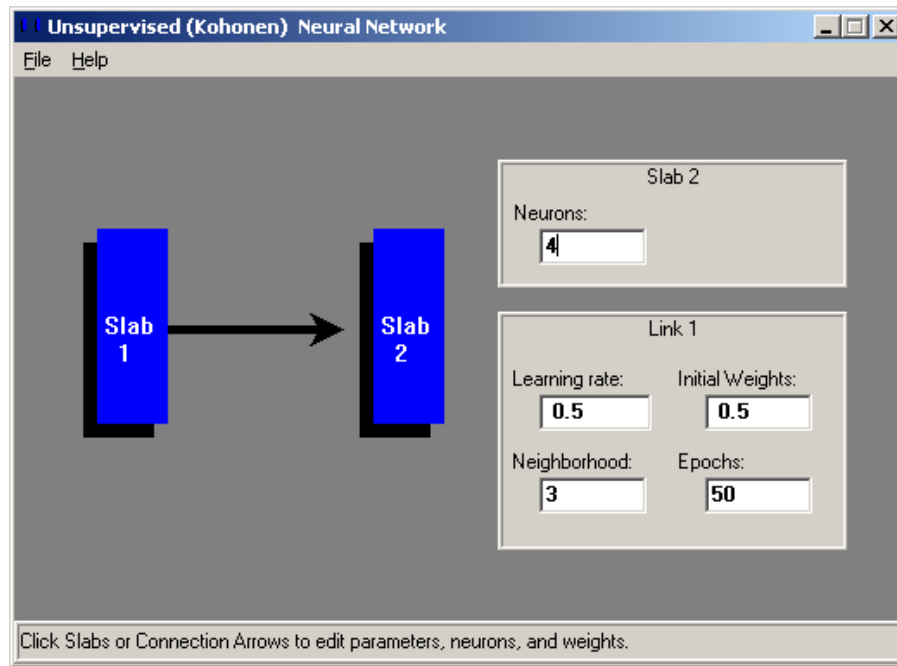 Unsupervised (Kohonen) Neural Network
File Help
Slab 2
Neurons:
4
Slab
1
Slab
2
Link 1
Learning rate: Initial Weights:
0.5 0.5
Neighborhood: Epochs:
3 50
Click Slabs or Connection Arrows to edit parameters, neurons, and weights.